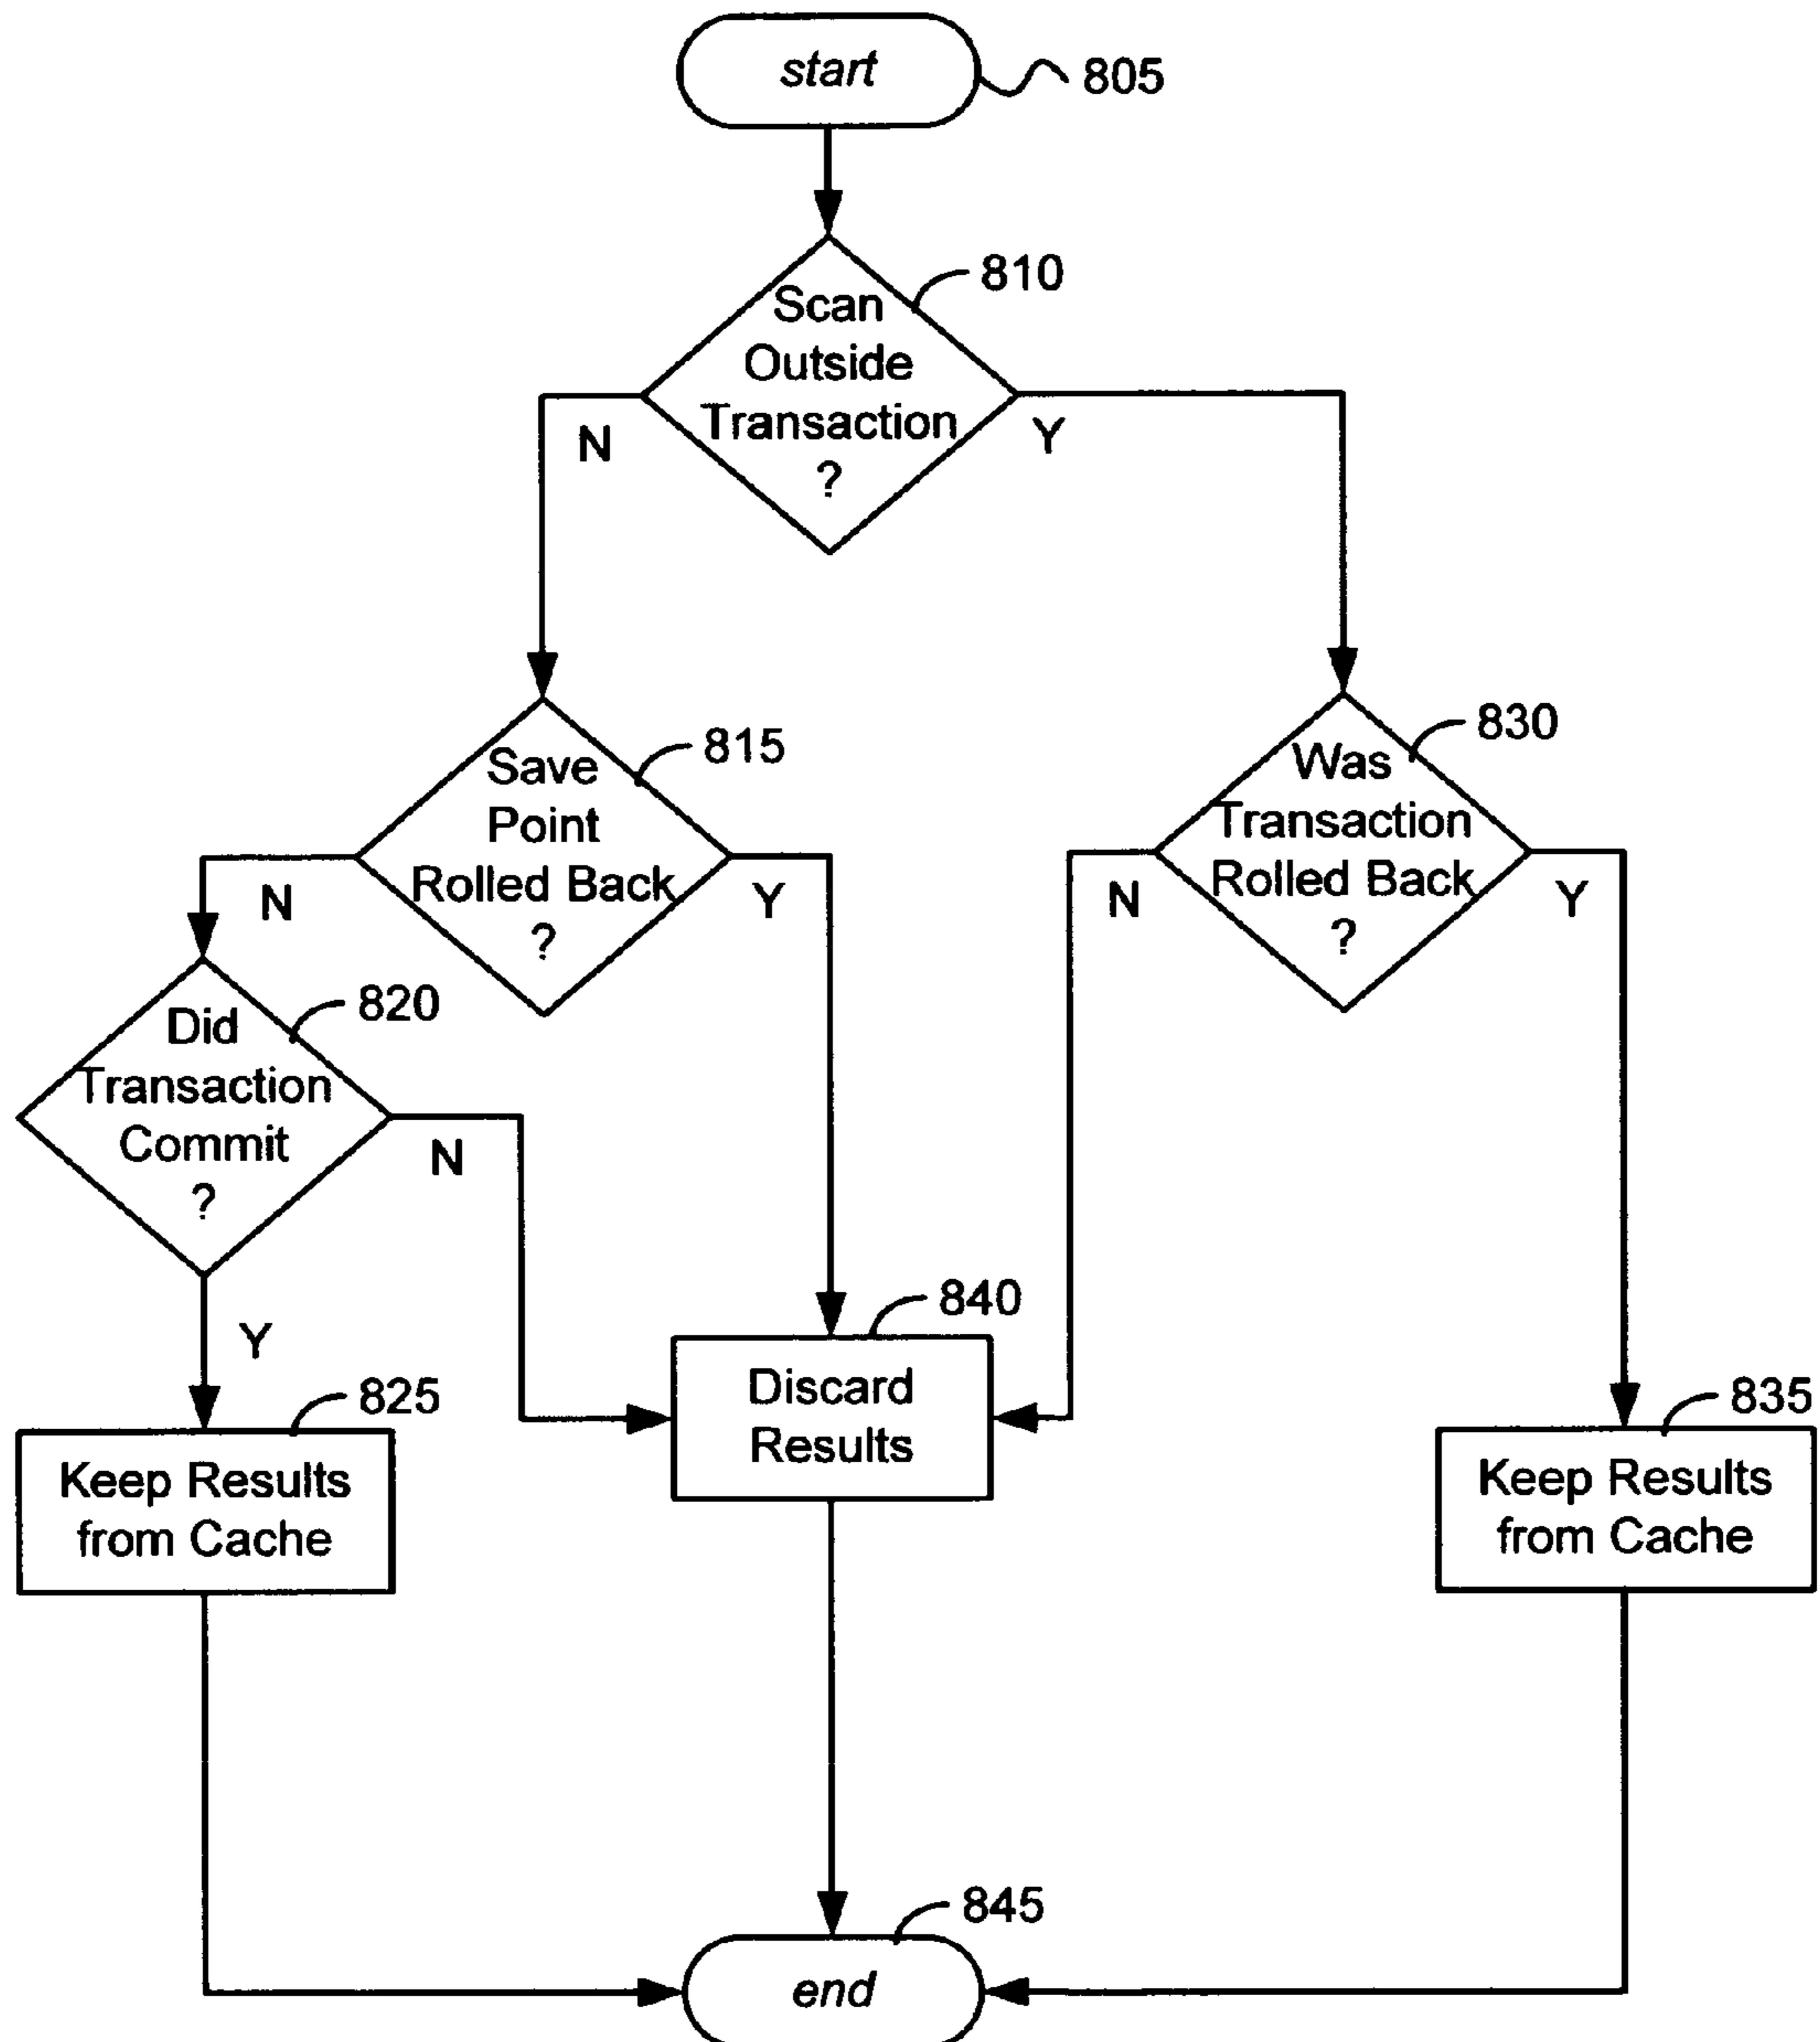 start
805
810
Scan
Outside
Transaction
?
N
Y
815
Save
Point
Rolled Back
?
N
Y
830
Was
Transaction
Rolled Back
?
N
Y
820
Did
Transaction
Commit
?
N
Y
840
Discard
Results
825
Keep Results
from Cache
835
Keep Results
from Cache
845
end